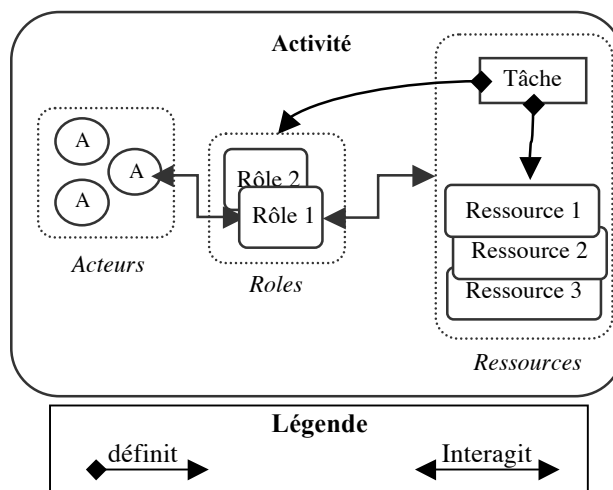 Activité
Tâche
A
A
A
Rôle 2
Rôle 1
Ressource 1
Ressource 2
Ressource 3
Acteurs
Roles
Ressources
Légende
définit
Interagit